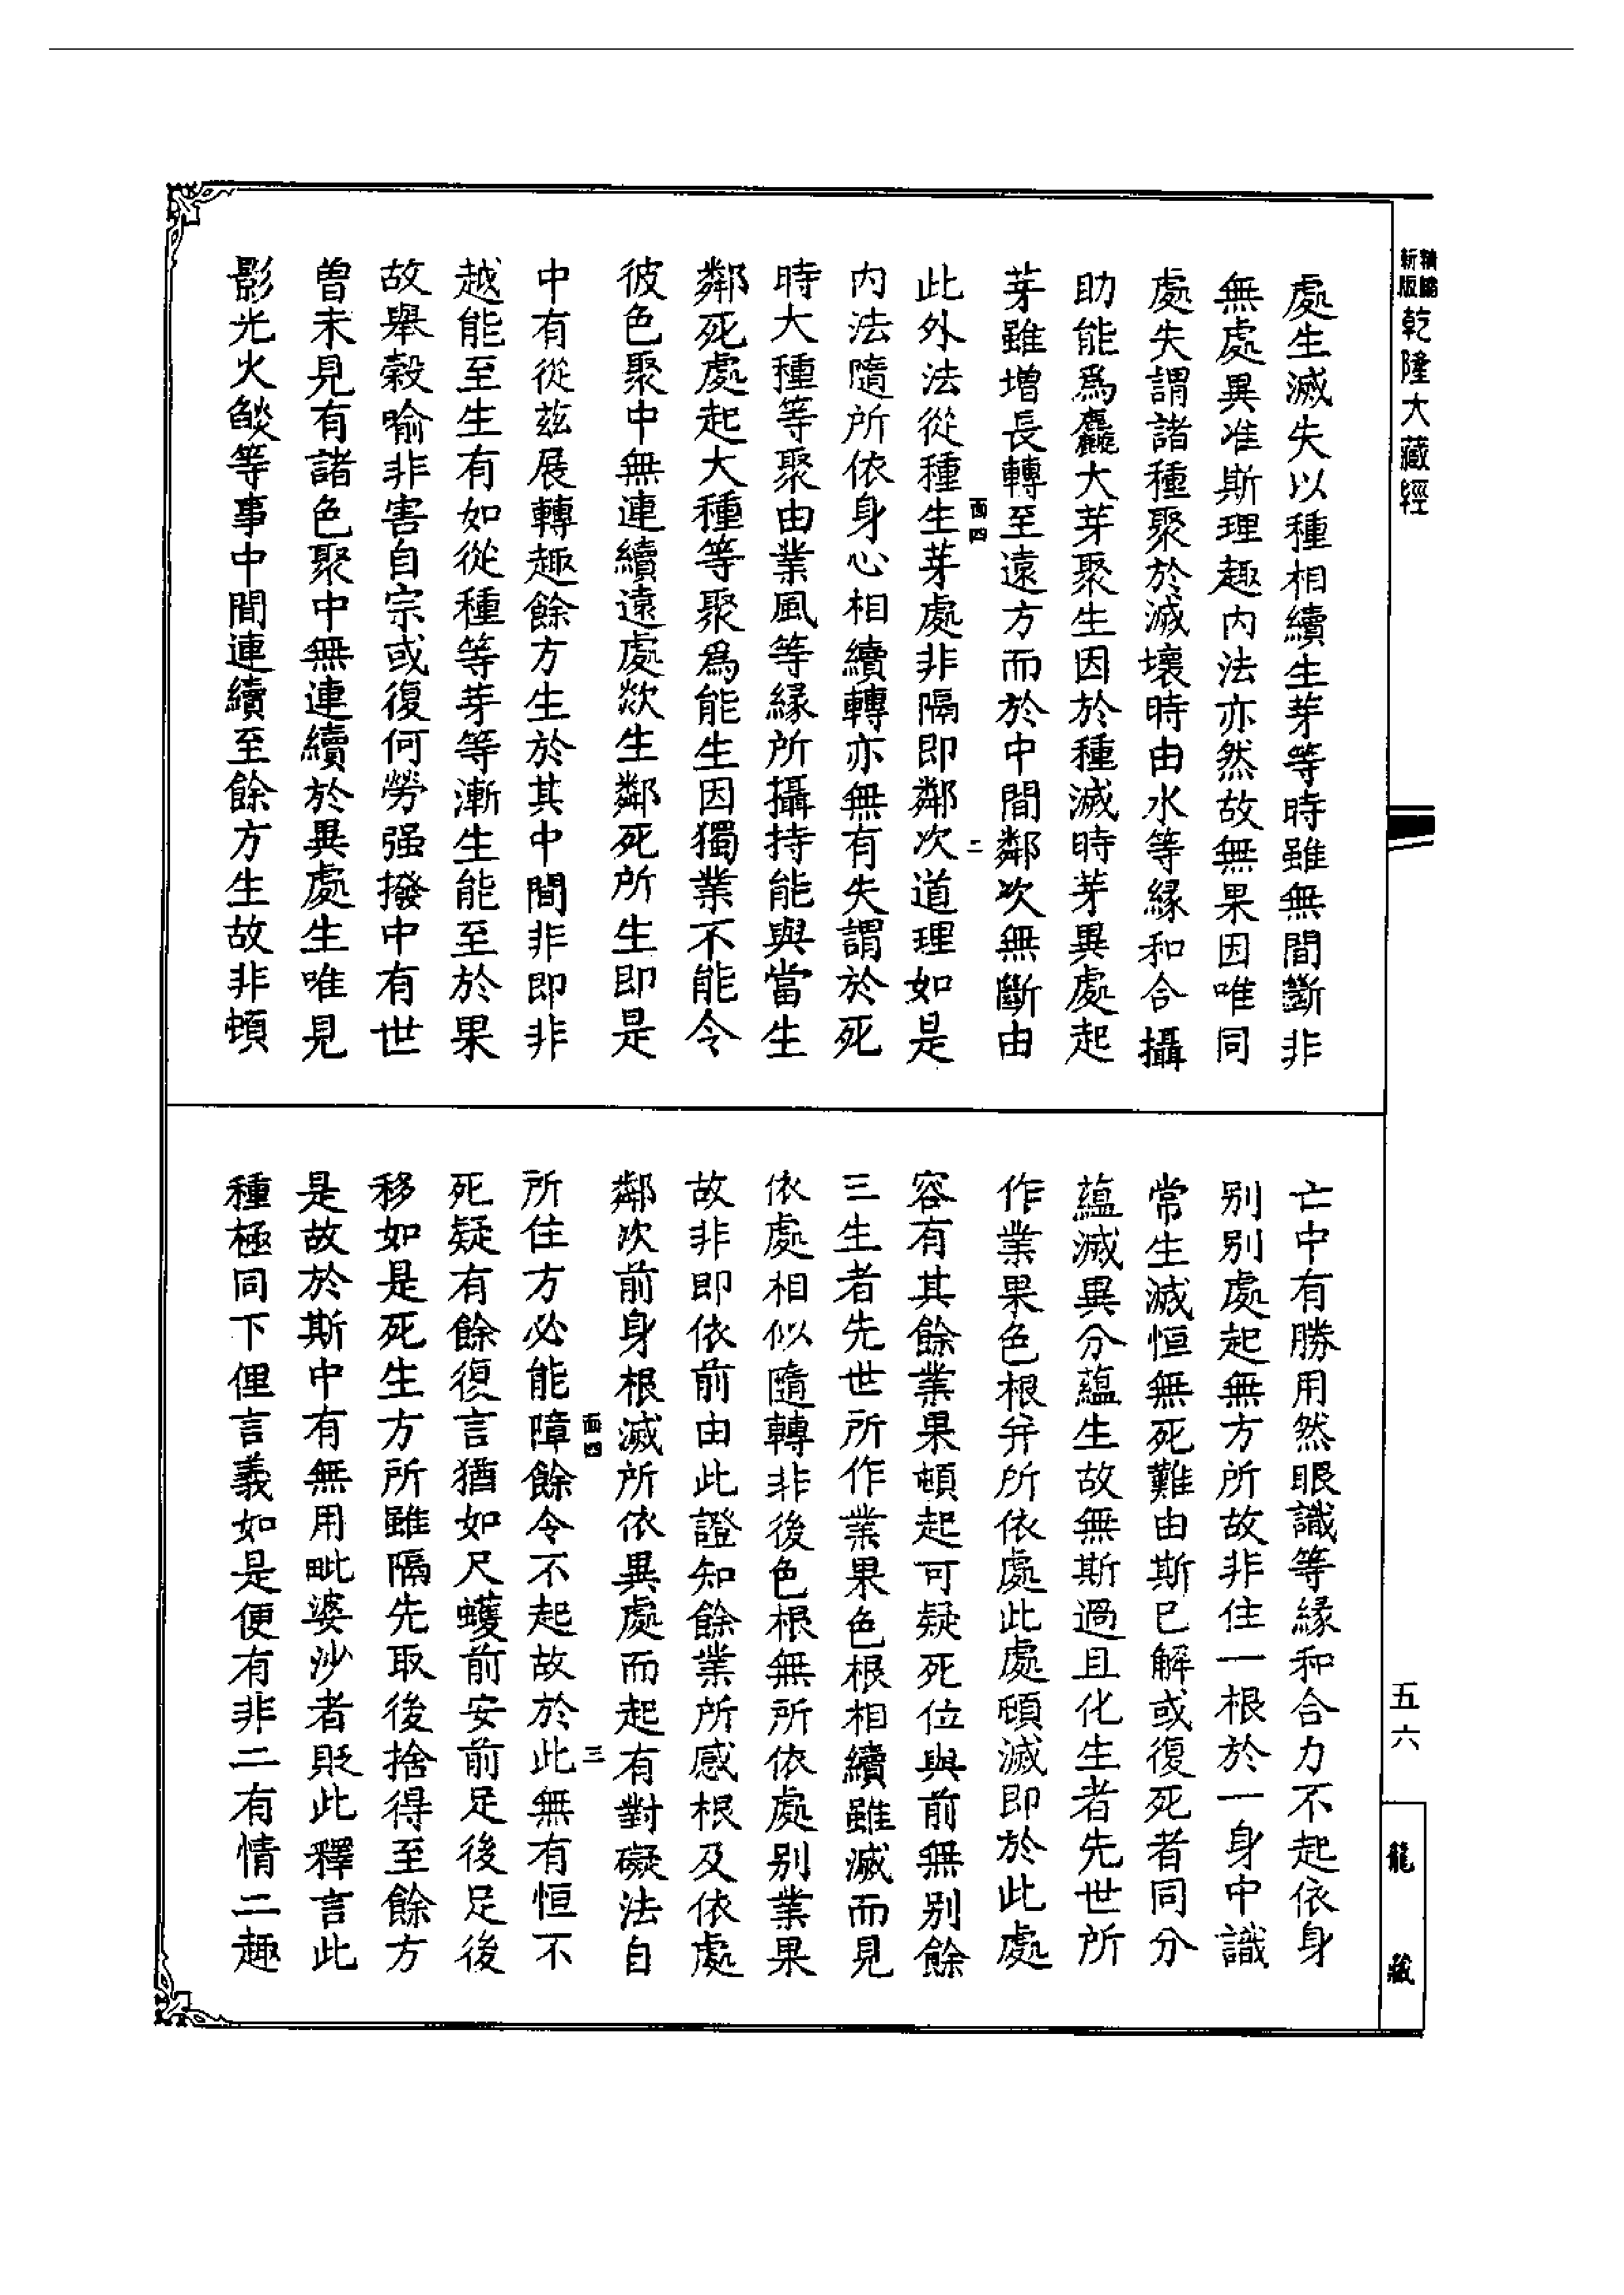 新版
乾隆大藏經
處生滅失以種相續生芽等時雖無間斷非
無處異准斯理趣內法亦然故無果因唯同
處失謂諸種聚於滅壞時由水等緣和合攝
助能爲麤大芽聚生因於種滅時芽異處起
芽雖增長轉至遠方而於中間鄰次無斷由
面四
二
此外法從種生芽處非隔即鄰次道理如是
內法隨所依身心相續轉亦無有失謂於死
時大種等聚由業風等緣所攝持能與當生
鄰死處起大種等聚爲能生因獨業不能令
彼色聚中無連續遠處欻生鄰死所生即是
中有從茲展轉趣餘方生於其中間非即非
越能至生有如從種等芽等漸生能至於果
故舉穀喻非害自宗或復何勞强撥中有世
曾未見有諸色聚中無連續於異處生唯見
影光火燄等事中間連續至餘方生故非頓
亡中有勝用然眼識等緣和合力不起依身
别别處起無方所故非住一根於一身中識
常生滅恒無死難由斯已解或復死者同分
蘊滅異分蘊生故無斯過且化生者先世所
作業果色根并所依處此處頓滅即於此處
容有其餘業果頓起可疑死位與前無别餘
三生者先世所作業果色根相續雖滅而見
依處相似隨轉非後色根無所依處别業果
故非即依前由此證知餘業所感根及依處
鄰次前身根滅所依異處而起有對礙法自
面四
三
所住方必能障餘令不起故於此無有恒不
死疑有餘復言猶如尺蠖前安前足後足後
移如是死生方所雖隔先取後捨得至餘方
是故於斯中有無用毗婆沙者貶此釋言此
種極同下俚言義如是便有非二有情二趣
五六
龍藏